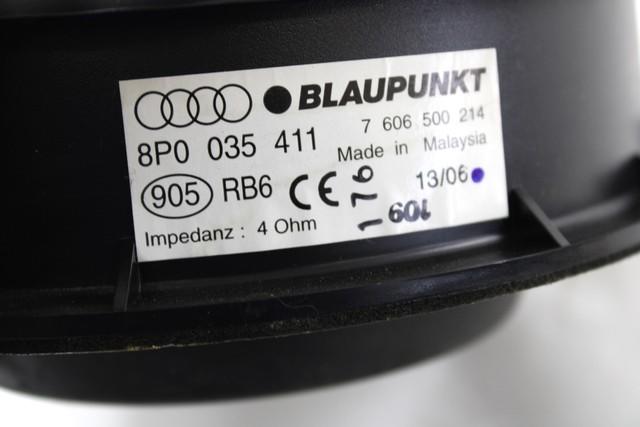 BLAUPUNKT
8P0 035 411
7 606 500 214
Made in Malaysia
905 RB6 CE
176
13/06
Impedanz : 4 Ohm